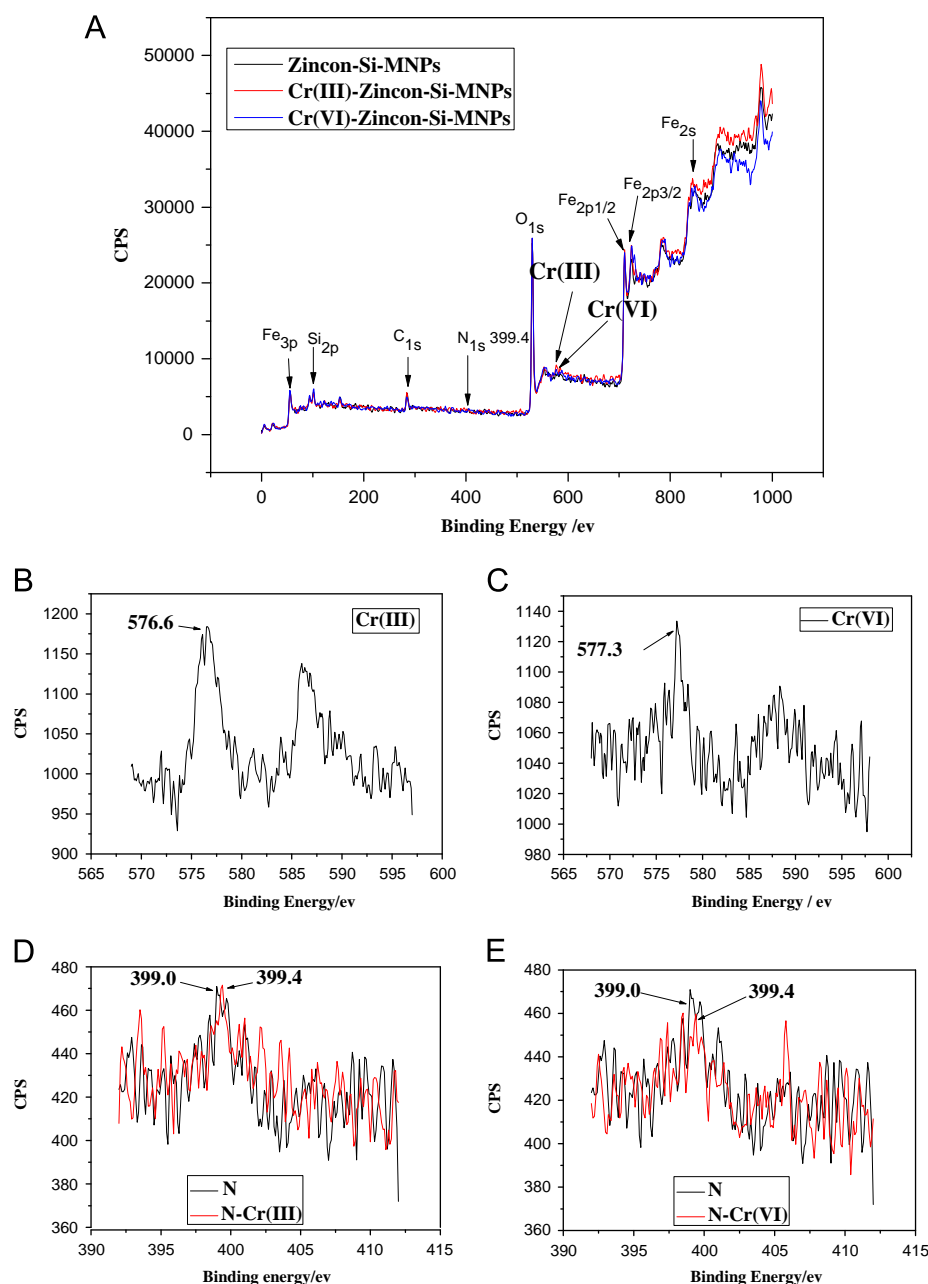 A
Zincon-Si-MNPs
Cr(III)-Zincon-Si-MNPs
Cr(VI)-Zincon-Si-MNPs
50000
40000
30000
20000
10000
0
CPS
Fe3p
Si2p
C1s
N1s 399.4
O1s
Cr(III)
Cr(VI)
Fe2p1/2
Fe2p3/2
Fe2s
0 200 400 600 800 1000
Binding Energy /ev
B
Cr(III)
576.6
1200
1150
1100
1050
1000
950
900
CPS
565 570 575 580 585 590 595
Binding Energy/ev
C
Cr(VI)
577.3
1140
1120
1100
1080
1060
1040
1020
1000
980
CPS
565 570 575 580 585 590 595 600
Binding Energy / ev
D
399.0
399.4
480
460
440
420
400
380
360
CPS
N
N-Cr(III)
390 395 400 405 410 415
Binding energy/ev
E
399.0
399.4
480
460
440
420
400
380
360
CPS
N
N-Cr(VI)
390 395 400 405 410 415
Binding energy/ev